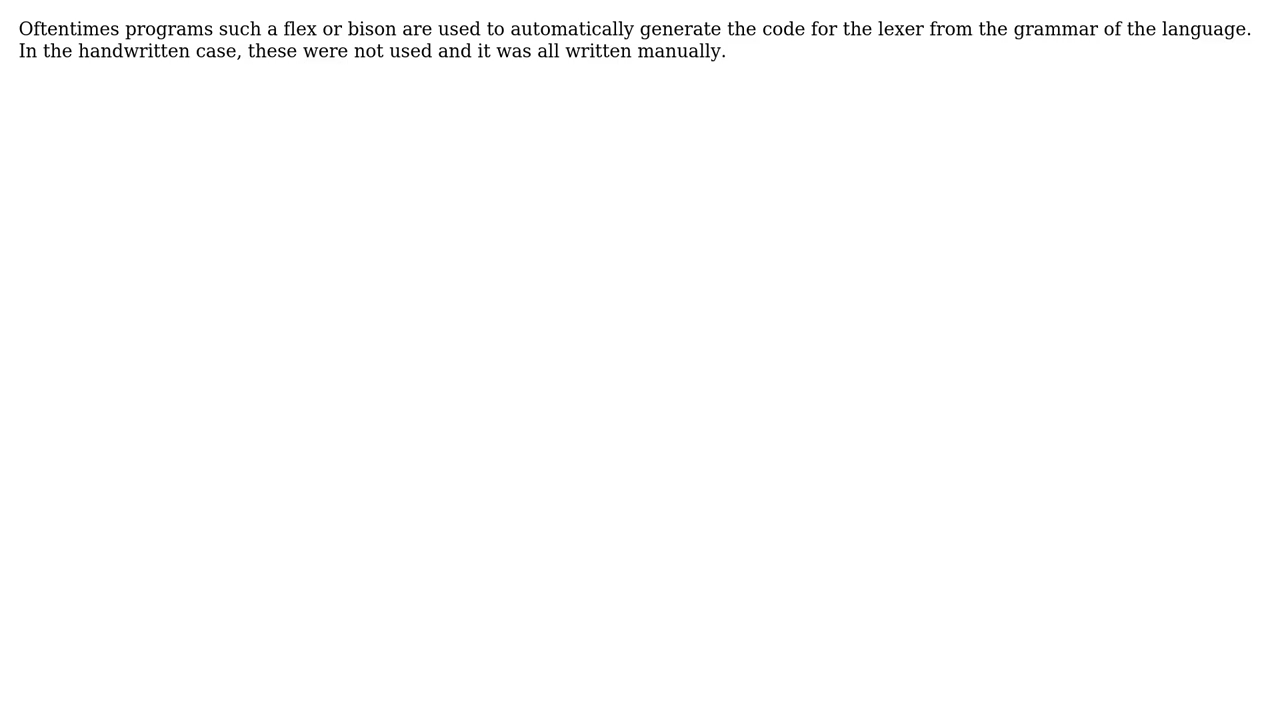 Oftentimes programs such a flex or bison are used to automatically generate the code for the lexer from the grammar of the language.
In the handwritten case, these were not used and it was all written manually.